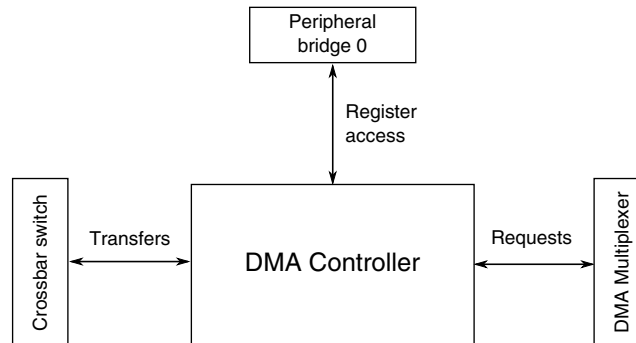 Peripheral
bridge 0
Register
access
Crossbar switch
Transfers
DMA Controller
Requests
DMA Multiplexer